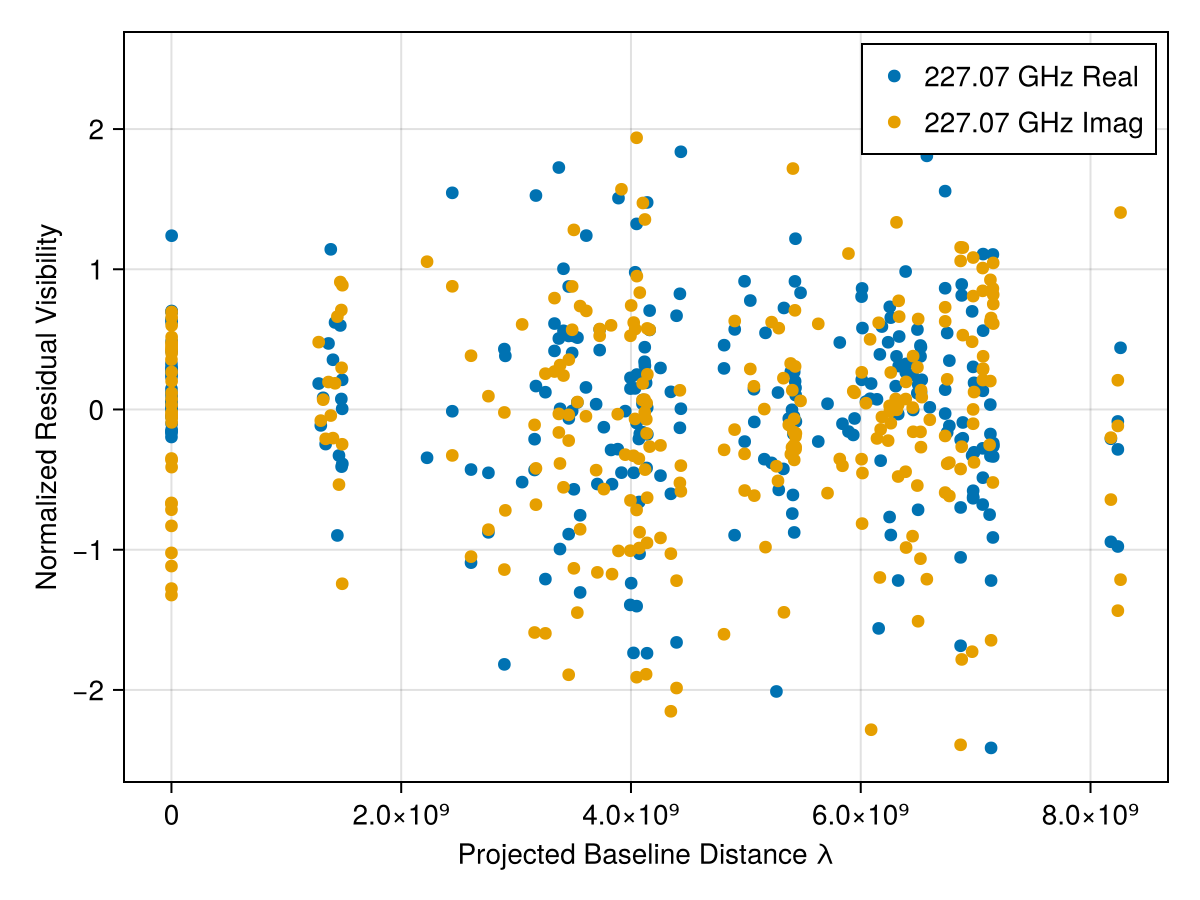 227.07 GHz Real
227.07 GHz Imag
Normalized Residual Visibility
2
1
0
−1
−2
0
2.0×10⁹
4.0×10⁹
6.0×10⁹
8.0×10⁹
Projected Baseline Distance λ